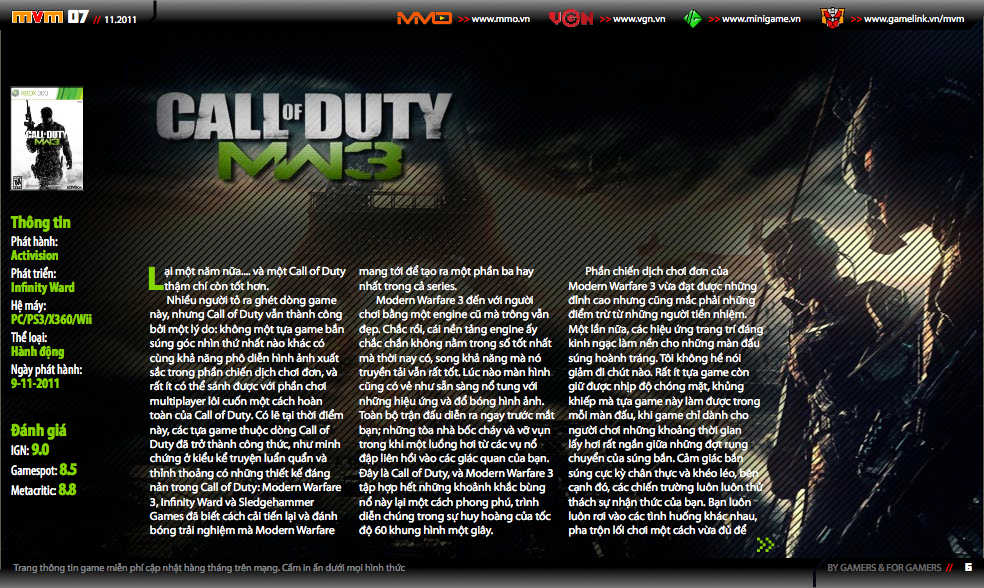 mvm 07 // 11.2011
MMO >> www.mmo.vn
VGN >> www.vgn.vn
>> www.minigame.vn
>> www.gamelink.vn/mvm
XBOX 360
CALL OF DUTY
MW3
CALL OF DUTY
MW3
Thông tin
Phát hành:
Activision
Phát triển:
Infinity Ward
Hệ máy:
PC/PS3/X360/Wii
Thể loại:
Hành động
Ngày phát hành:
9-11-2011
Đánh giá
IGN: 9.0
Gamespot: 8.5
Metacritic: 8.8
Lại một năm nữa.... và một Call of Duty
thậm chí còn tốt hơn.
Nhiều người tỏ ra ghét dòng game
này, nhưng Call of Duty vẫn thành công
bởi một lý do: không một tựa game bắn
súng góc nhìn thứ nhất nào khác có
cùng khả năng phô diễn hình ảnh xuất
sắc trong phần chiến dịch chơi đơn, và
rất ít có thể sánh được với phần chơi
multiplayer lôi cuốn một cách hoàn
toàn của Call of Duty. Có lẽ tại thời điểm
này, các tựa game thuộc dòng Call of
Duty đã trở thành công thức, như minh
chứng ở kiểu kể truyện luẩn quẩn và
thỉnh thoảng có những thiết kế đáng
nản trong Call of Duty: Modern Warfare
3, Infinity Ward và Sledgehammer
Games đã biết cách cải tiến lại và đánh
bóng trải nghiệm mà Modern Warfare
mang tới để tạo ra một phần ba hay
nhất trong cả series.
Modern Warfare 3 đến với người
chơi bằng một engine cũ mà trông vẫn
đẹp. Chắc rồi, cái nền tảng engine ấy
chắc chắn không nằm trong số tốt nhất
mà thời nay có, song khả năng mà nó
truyền tải vẫn rất tốt. Lúc nào màn hình
cũng có vẻ như sẵn sàng nổ tung với
những hiệu ứng và đổ bóng hình ảnh.
Toàn bộ trận đấu diễn ra ngay trước mắt
bạn; những tòa nhà bốc cháy và vỡ vụn
trong khi một luồng hơi từ các vụ nổ
đập liên hồi vào các giác quan của bạn.
Đây là Call of Duty, và Modern Warfare 3
tập hợp hết những khoảnh khắc bùng
nổ này lại một cách phong phú, trình
diễn chúng trong sự huy hoàng của tốc
độ 60 khung hình một giây.
Phần chiến dịch chơi đơn của
Modern Warfare 3 vừa đạt được những
đỉnh cao nhưng cũng mắc phải những
điểm trừ từ những người tiền nhiệm.
Một lần nữa, các hiệu ứng trang trí đáng
kinh ngạc làm nền cho những màn đấu
súng hoành tráng. Tôi không hề nói
giảm đi chút nào. Rất ít tựa game còn
giữ được nhịp độ chóng mặt, khủng
khiếp mà tựa game này làm được trong
mỗi màn đấu, khi game chỉ dành cho
người chơi những khoảng thời gian
lấy hơi rất ngắn giữa những đợt rung
chuyển của súng bắn. Cảm giác bắn
súng cực kỳ chân thực và khéo léo, bên
cạnh đó, các chiến trường luôn luôn thử
thách sự nhận thức của bạn. Bạn luôn
luôn rơi vào các tình huống khác nhau,
pha trộn lối chơi một cách vừa đủ để
>>
Trang thông tin game miễn phí cập nhật hàng tháng trên mạng. Cấm in ấn dưới mọi hình thức
BY GAMERS & FOR GAMERS // 6